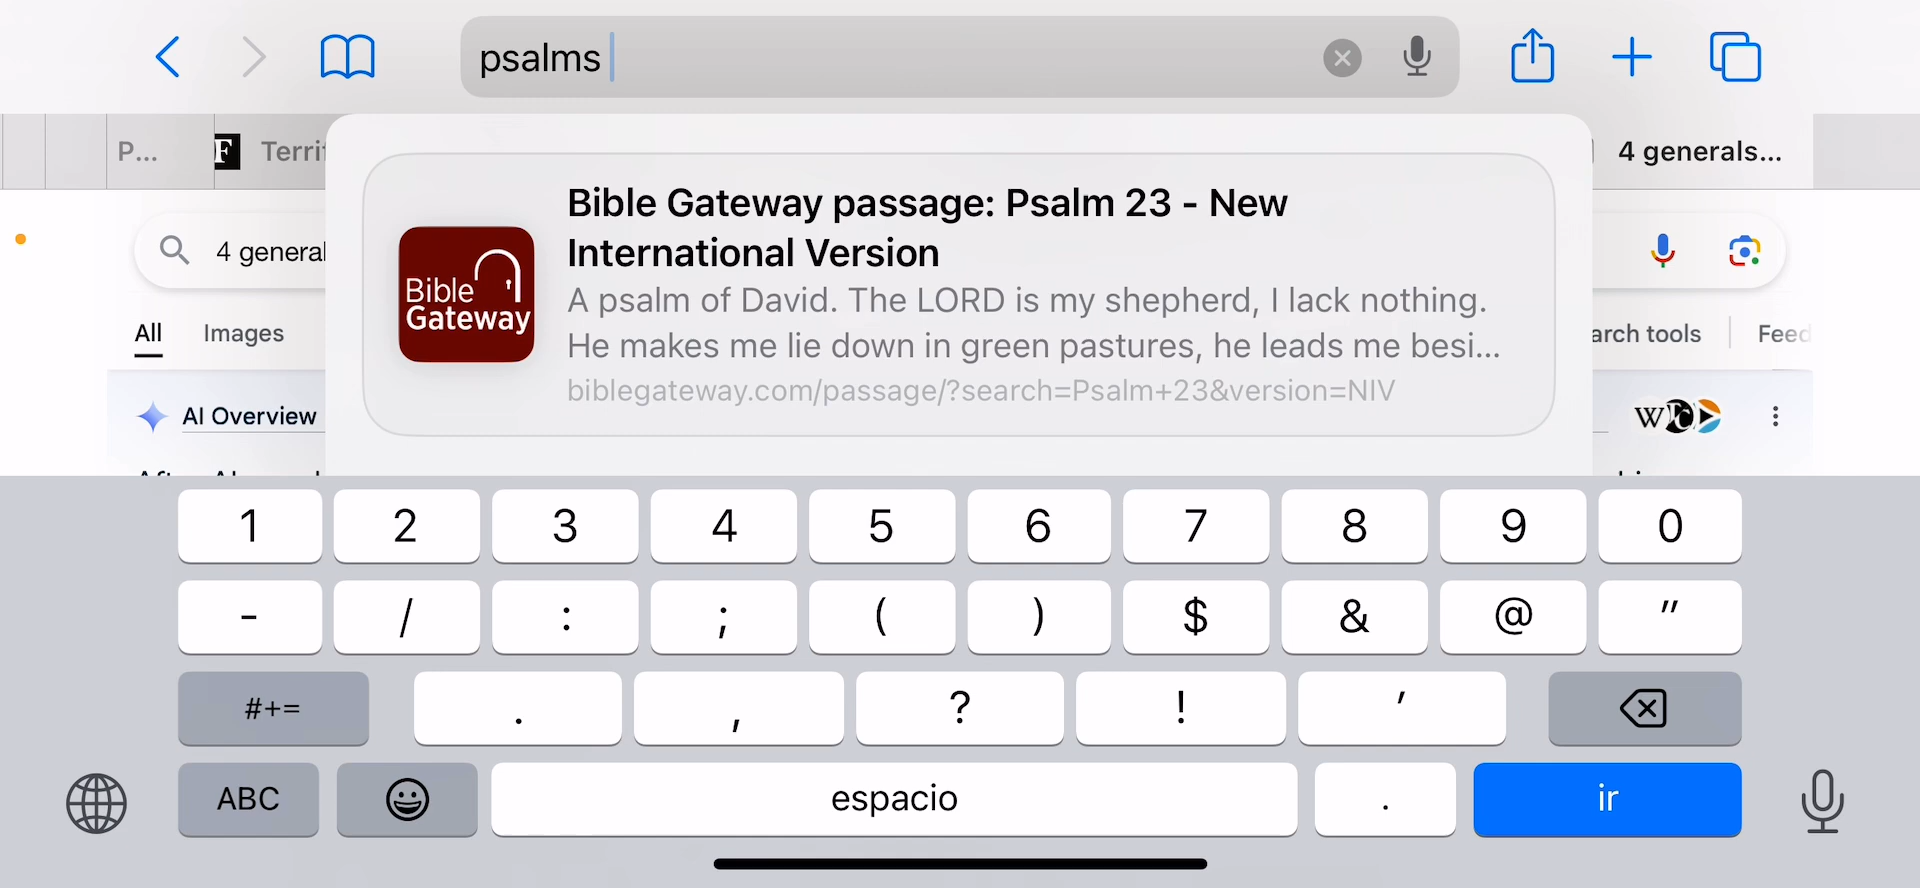 psalms
P...
F
Terrif
4 generals...
Bible Gateway passage: Psalm 23 - New
International Version
Bible
Gateway
A psalm of David. The LORD is my shepherd, I lack nothing.
He makes me lie down in green pastures, he leads me besi...
biblegateway.com/passage/?search=Psalm+23&version=NIV
4 general
All
Images
arch tools
Feed
AI Overview
W
1 2 3 4 5 6 7 8 9 0
- / : ; ( ) $ & @ "
#+= . , ? ! '
ABC espacio . ir